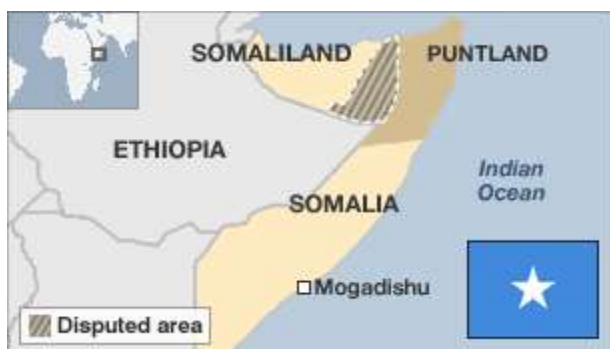 SOMALILAND
PUNTLAND
ETHIOPIA
Indian
Ocean
SOMALIA
Mogadishu
Disputed area